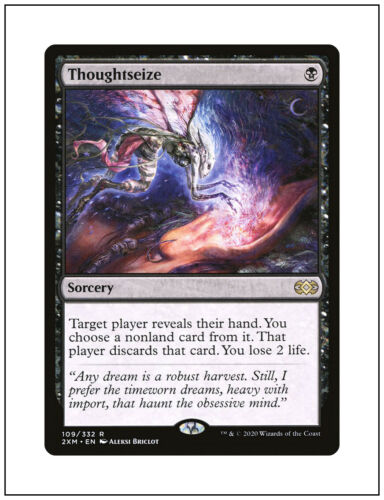 Thoughtseize
Sorcery
Target player reveals their hand. You
choose a nonland card from it. That
player discards that card. You lose 2 life.
“Any dream is a robust harvest. Still, I
prefer the timeworn dreams, heavy with
import, that haunt the obsessive mind.”
109/332 R
2XM • EN ALEKSI BRICLOT
™ & © 2020 Wizards of the Coast